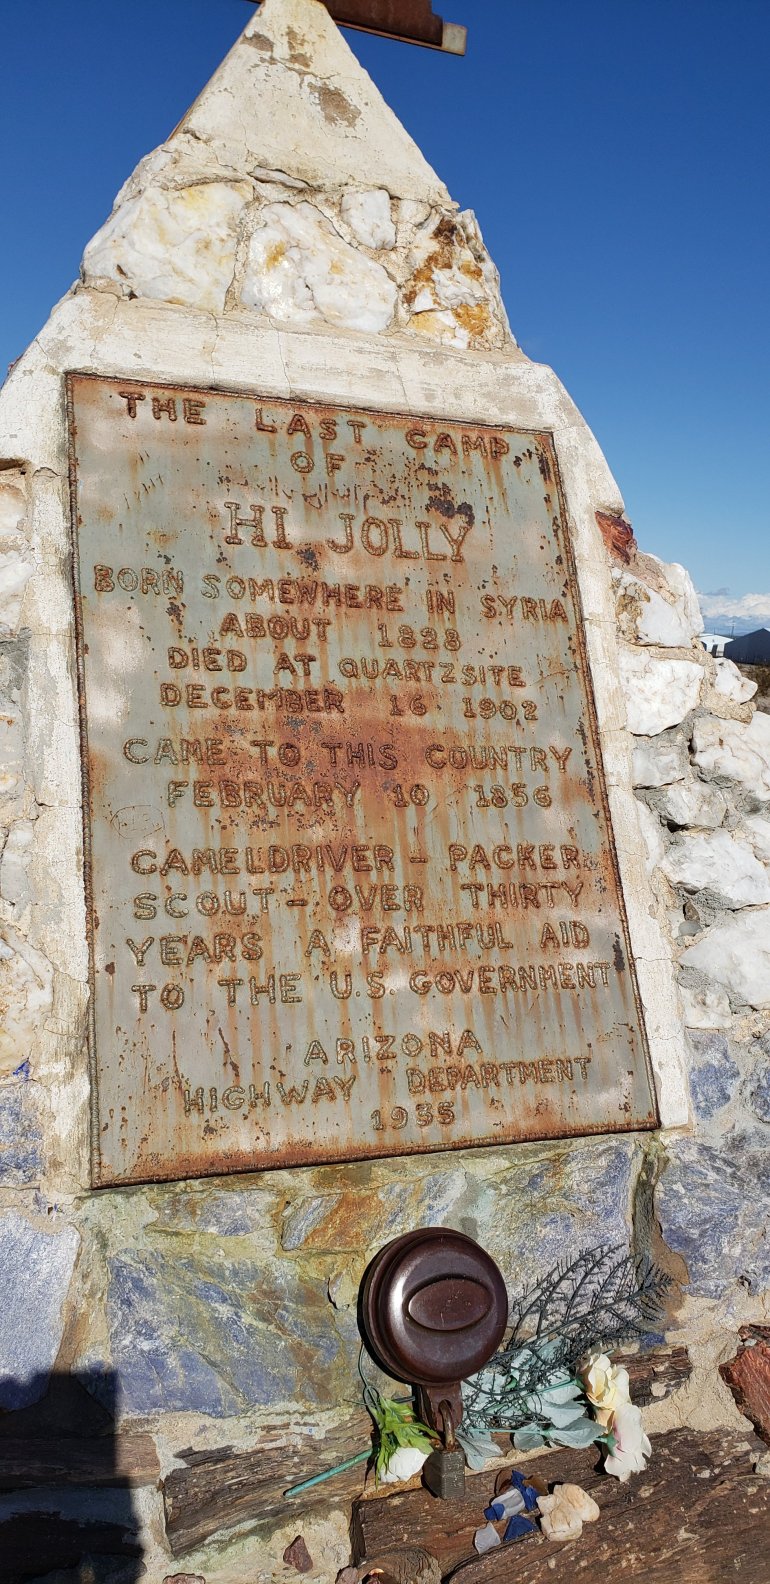 THE LAST CAMP
OF
HI JOLLY
BORN SOMEWHERE IN SYRIA
ABOUT 1828
DIED AT QUARTZSITE
DECEMBER 16 1902
CAME TO THIS COUNTRY
FEBRUARY 10 1856
CAMELDRIVER – PACKER
SCOUT – OVER THIRTY
YEARS A FAITHFUL AID
TO THE U.S. GOVERNMENT
ARIZONA
HIGHWAY DEPARTMENT
1935